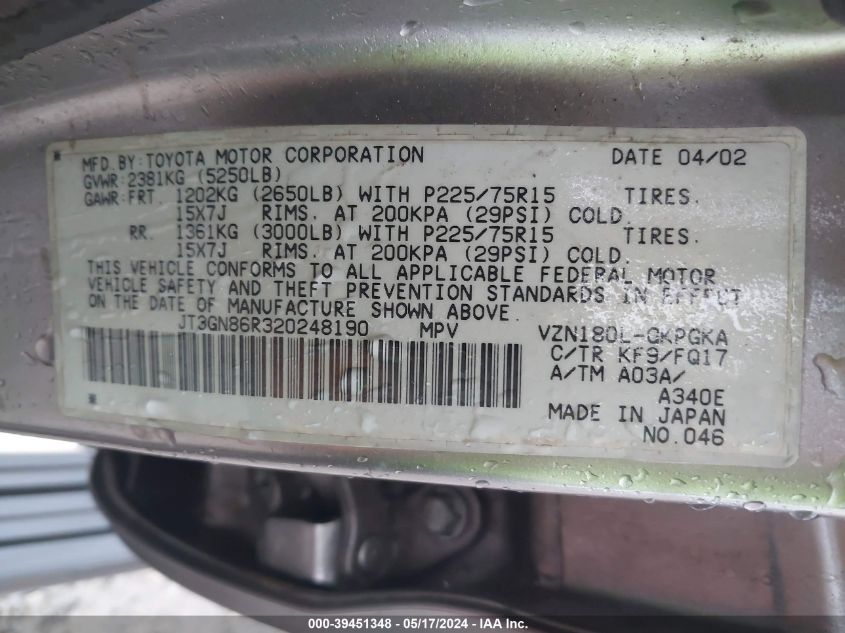 MFD.BY:TOYOTA MOTOR CORPORATION DATE 04/02
GVWR:2381KG (5250LB)
GAWR:FRT. 1202KG (2650LB) WITH P225/75R15 TIRES.
15X7J RIMS. AT 200KPA (29PSI) COLD.
RR. 1361KG (3000LB) WITH P225/75R15 TIRES.
15X7J RIMS. AT 200KPA (29PSI) COLD.
THIS VEHICLE CONFORMS TO ALL APPLICABLE FEDERAL MOTOR
VEHICLE SAFETY AND THEFT PREVENTION STANDARDS IN EFFECT
ON THE DATE OF MANUFACTURE SHOWN ABOVE.
JT3GN86R320248190 MPV VZN180L-GKPGKA
C/TR KF9/FQ17
A/TM A03A/
A340E
MADE IN JAPAN
NO.046
000-39451348 - 05/17/2024 - IAA Inc.